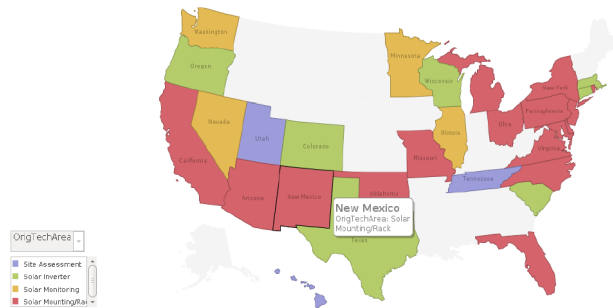 Washington
Oregon
Minnesota
Wisconsin
New York
Nevada
Utah
Colorado
Illinois
Ohio
Pennsylvania
California
Missouri
Virginia
Arizona
New Mexico
Oklahoma
Tennessee
New Mexico
OrigTechArea: Solar
Mounting/Rack
Texas
OrigTechArea
Site Assessment
Solar Inverter
Solar Monitoring
Solar Mounting/Ra